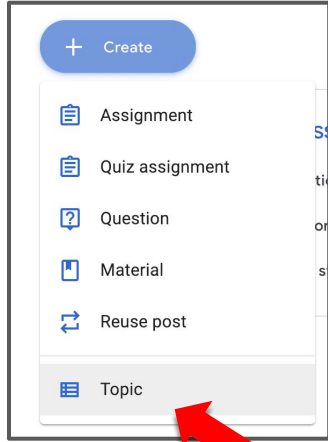 + Create
Assignment
Quiz assignment
Question
Material
Reuse post
Topic